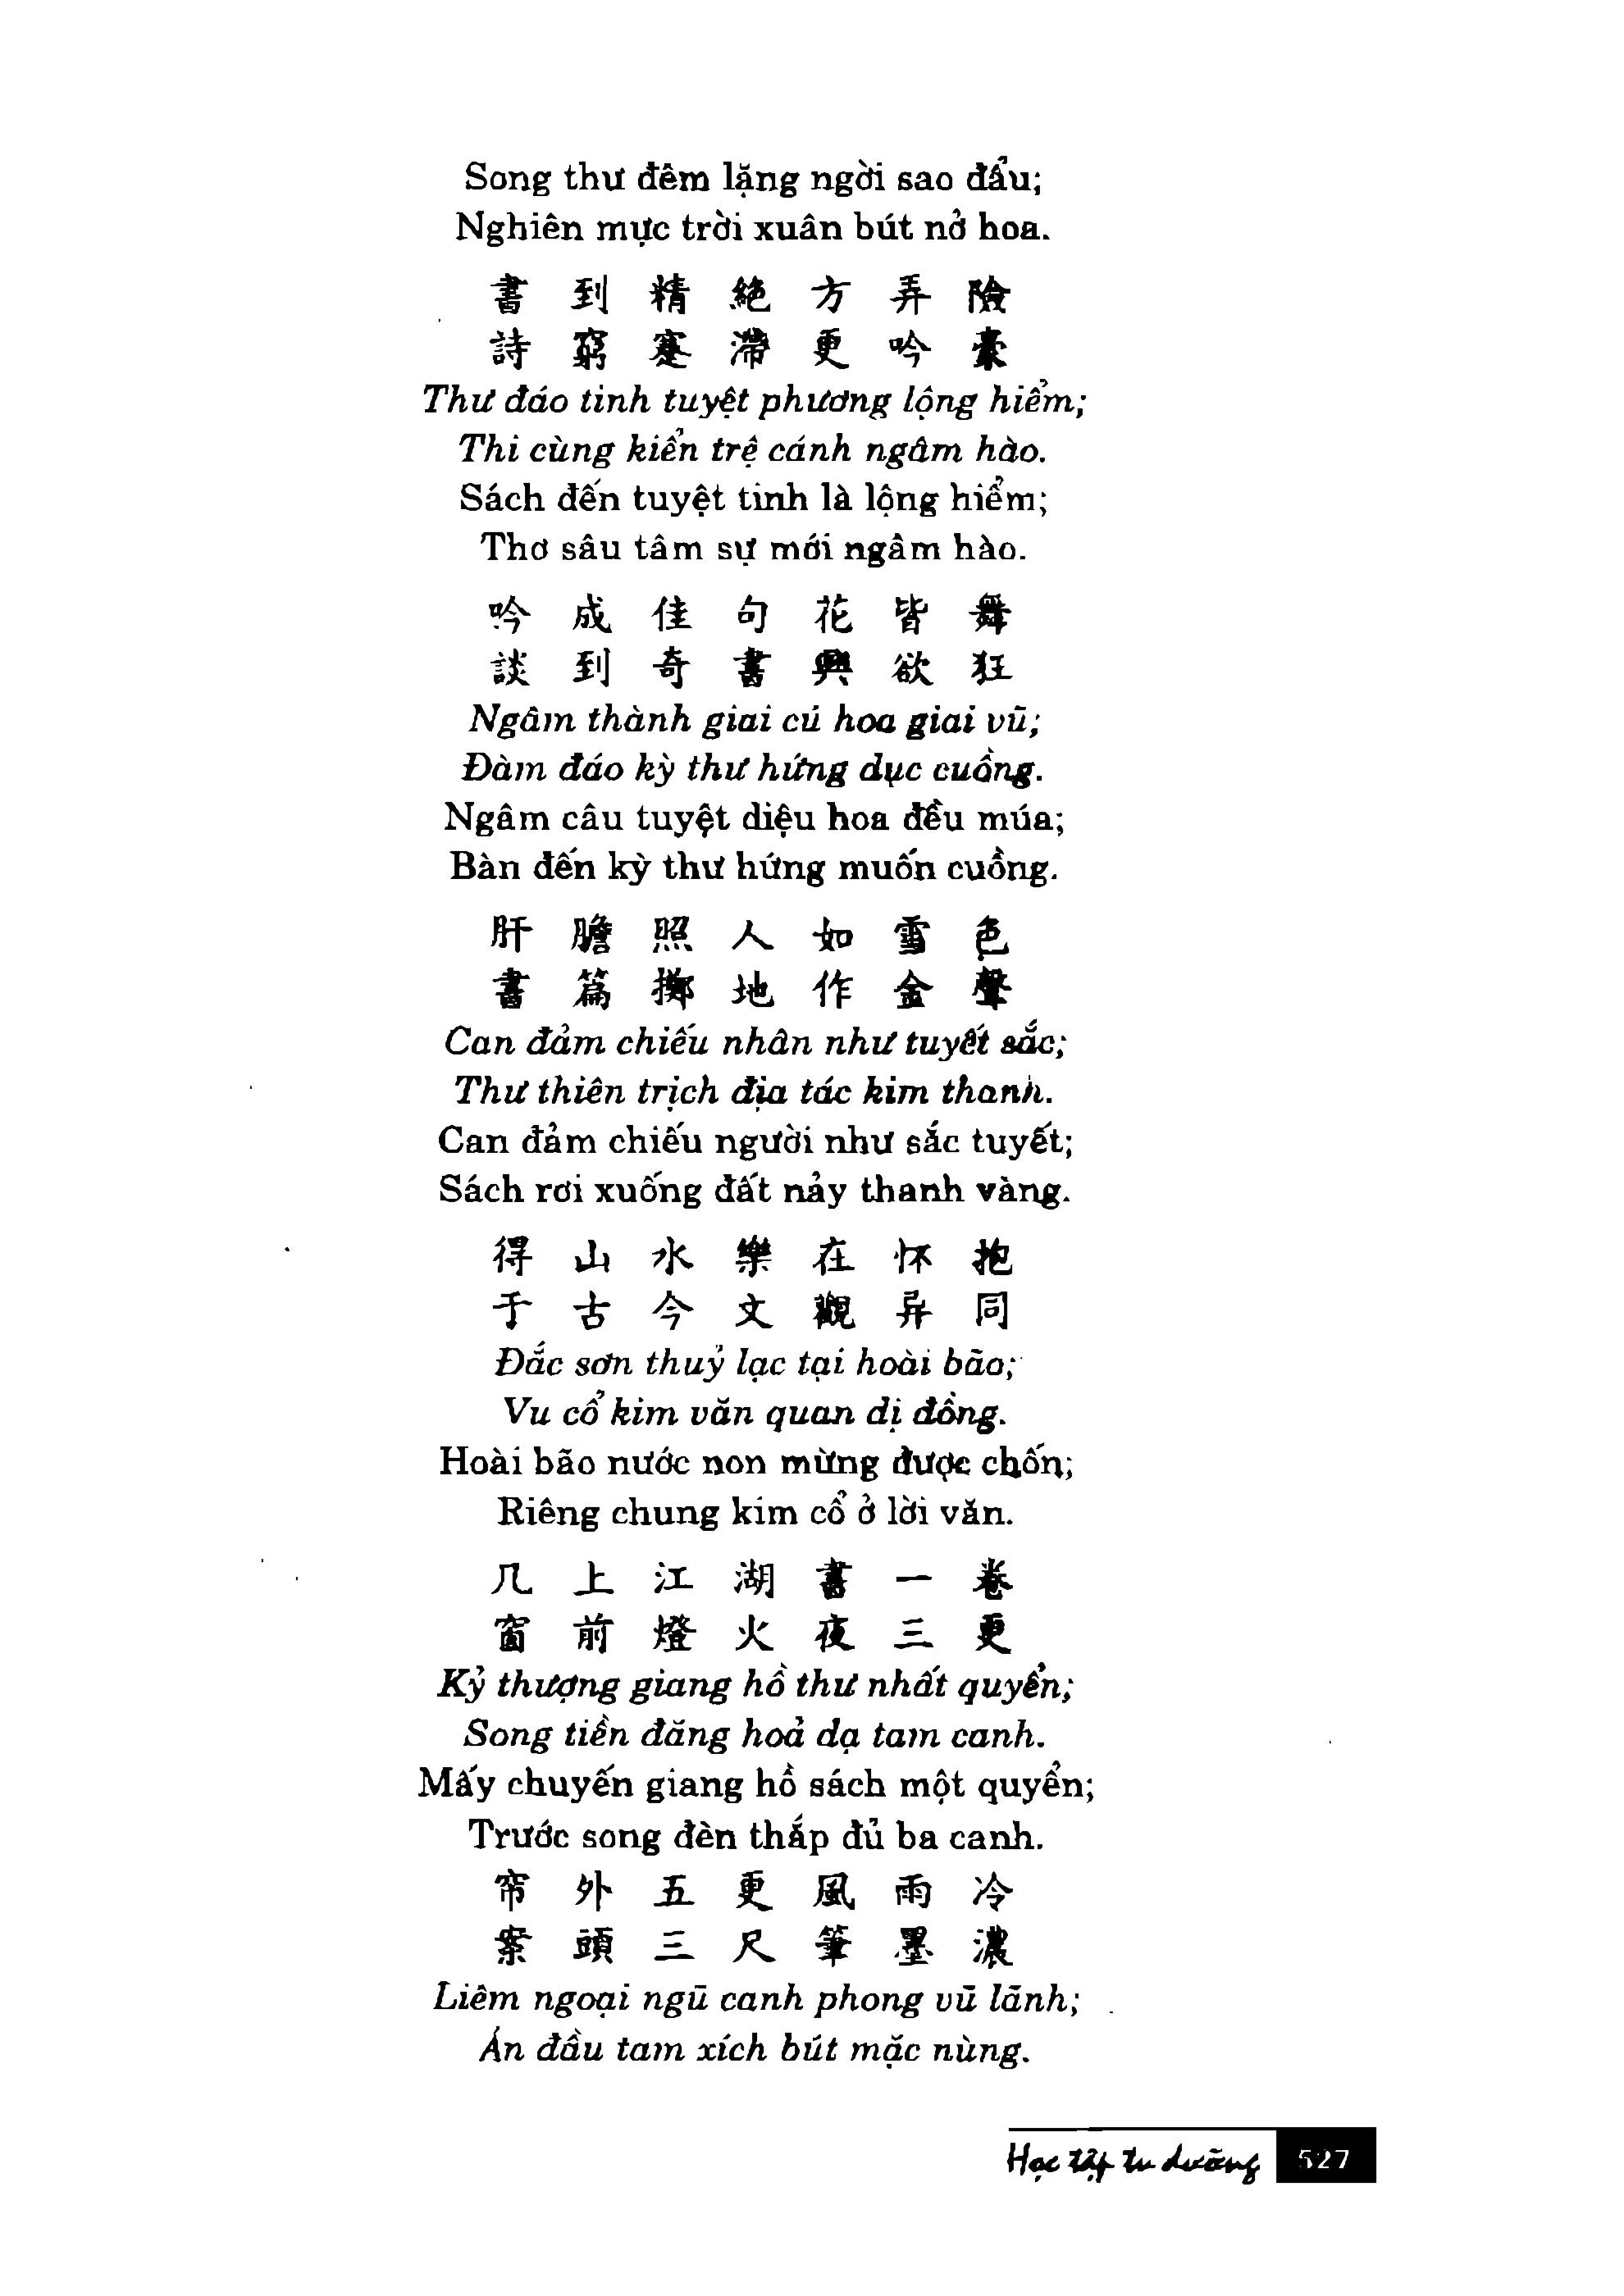 Song thư đêm lặng ngời sao đẩu;
Nghiên mực trời xuân bút nở hoa.
書 到 精 絕 方 弄 險
詩 窮 蹇 滯 更 吟 豪
Thư đáo tinh tuyệt phương lộng hiểm;
Thi cùng kiển trệ cánh ngâm hào.
Sách đến tuyệt tinh là lộng hiểm;
Thơ sâu tâm sự mới ngâm hào.
吟 成 佳 句 花 皆 舞
談 到 奇 書 興 欲 狂
Ngâm thành giai cú hoa giai vũ;
Đàm đáo kỳ thư hứng dục cuồng.
Ngâm câu tuyệt diệu hoa đều múa;
Bàn đến kỳ thư hứng muốn cuồng.
肝 膽 照 人 如 雪 色
書 篇 擲 地 作 金 聲
Can đảm chiếu nhân như tuyết sắc;
Thư thiên trịch địa tác kim thanh.
Can đảm chiếu người như sắc tuyết;
Sách rơi xuống đất nảy thanh vàng.
得 山 水 樂 在 怀 抱
于 古 今 文 觀 异 同
Đắc sơn thuỷ lạc tại hoài bão;
Vu cổ kim văn quan dị đồng.
Hoài bão nước non mừng được chốn;
Riêng chung kim cổ ở lời văn.
几 上 江 湖 書 一 卷
窗 前 燈 火 夜 三 更
Kỷ thượng giang hồ thư nhất quyển;
Song tiền đăng hoả dạ tam canh.
Mấy chuyến giang hồ sách một quyển;
Trước song đèn thắp đủ ba canh.
帘 外 五 更 風 雨 冷
案 頭 三 尺 筆 墨 濃
Liêm ngoại ngũ canh phong vũ lãnh;
Án đầu tam xích bút mặc nùng.
Học tập tu dưỡng 527